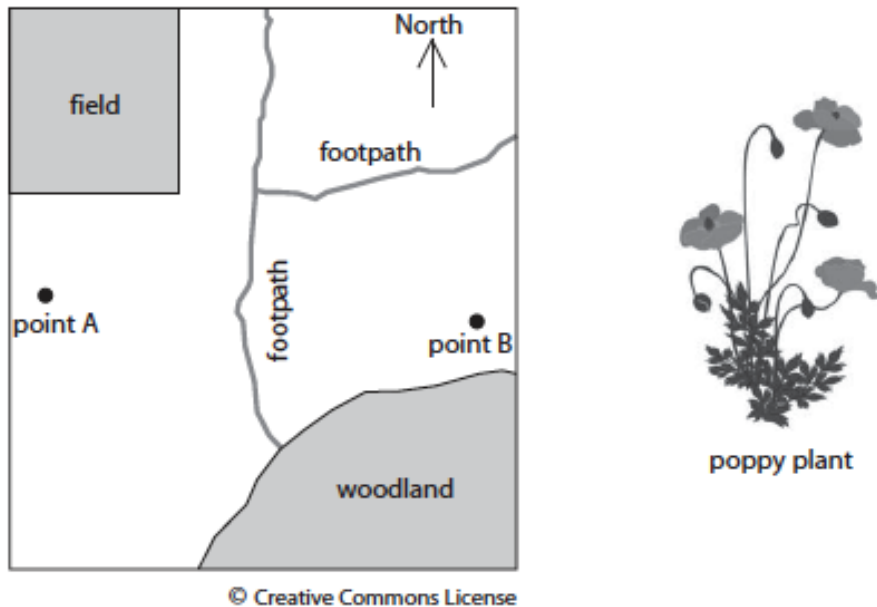 North
field
footpath
footpath
point A
point B
woodland
poppy plant
© Creative Commons License